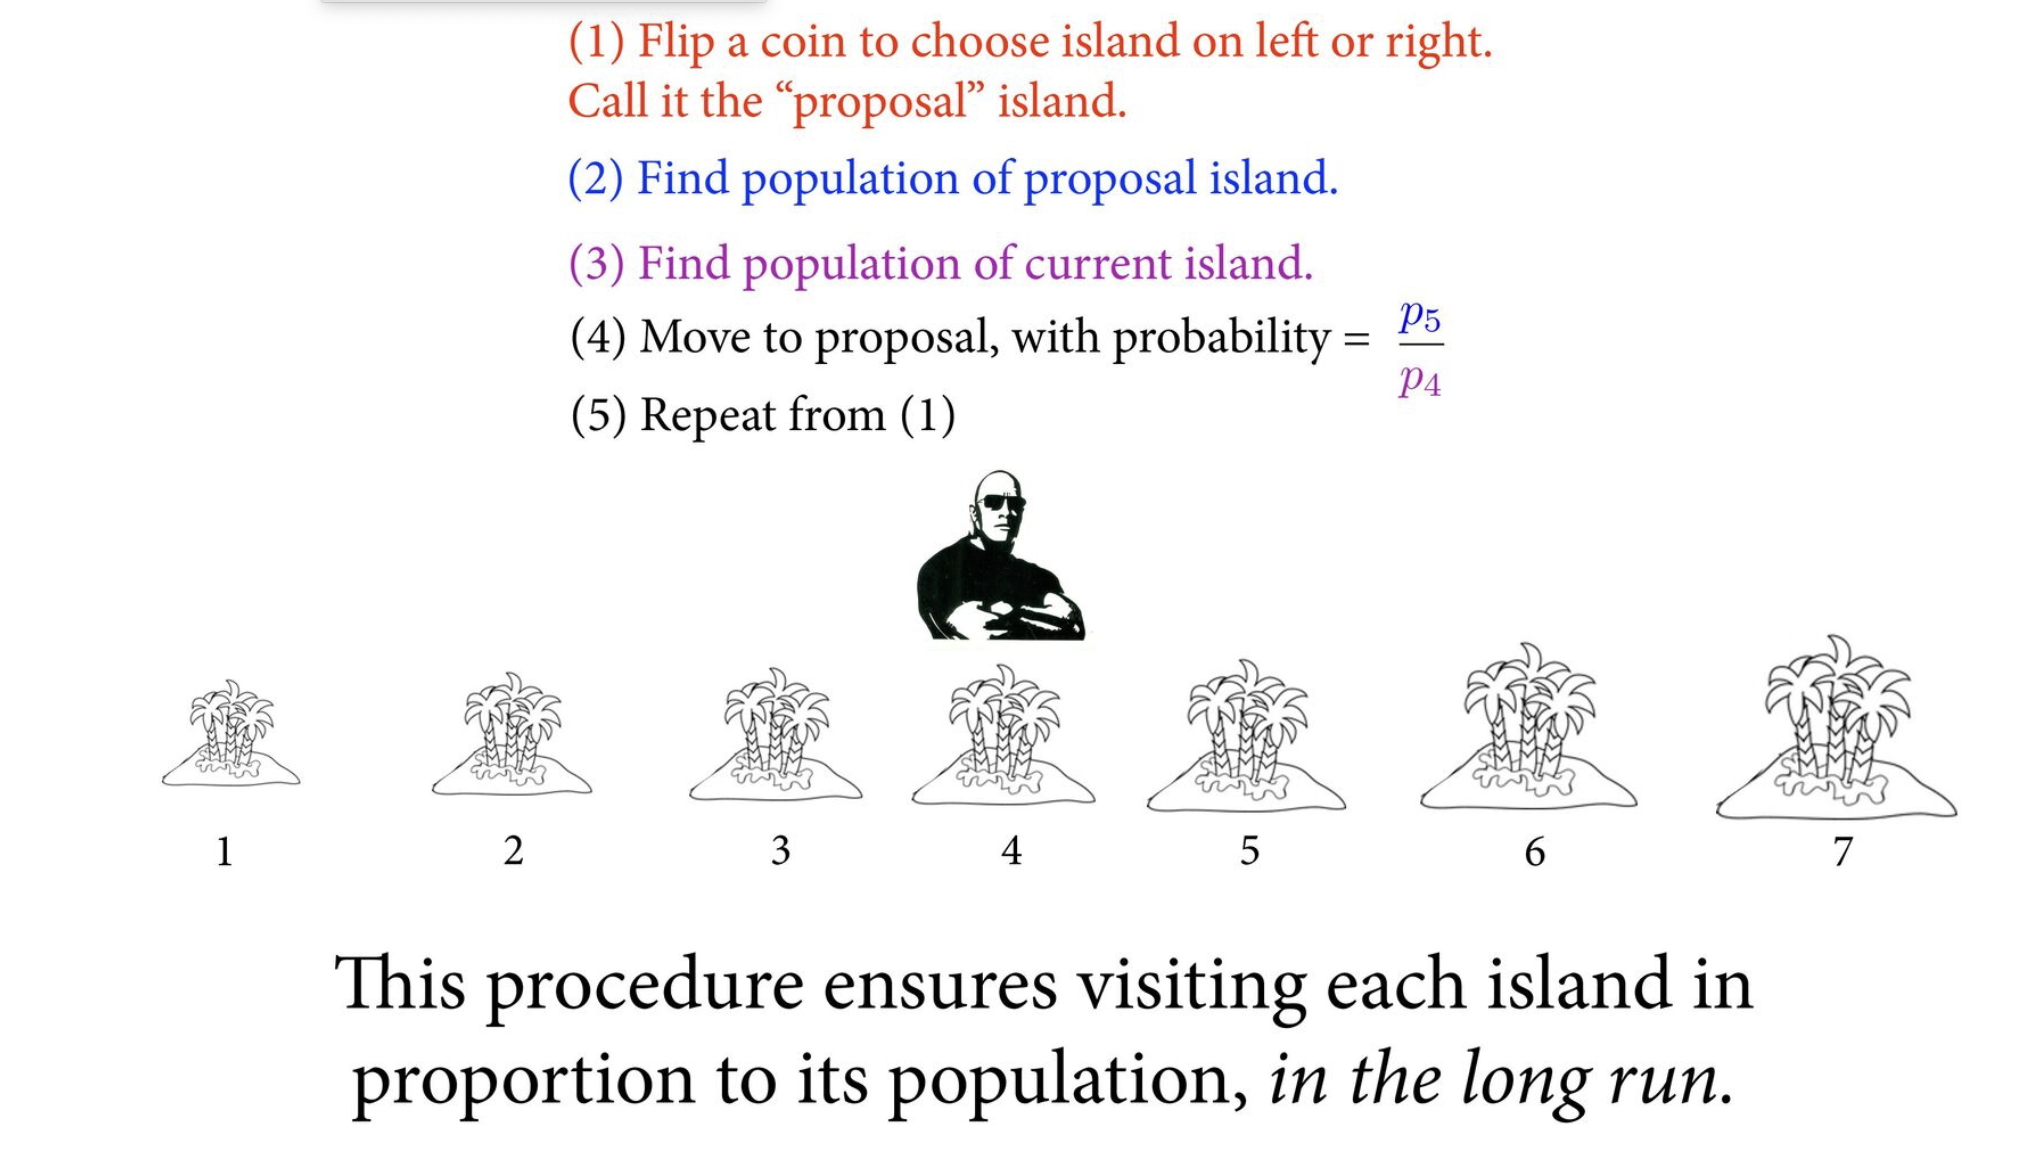 (1) Flip a coin to choose island on left or right.
Call it the “proposal” island.
(2) Find population of proposal island.
(3) Find population of current island.
(4) Move to proposal, with probability = p5/p4
(5) Repeat from (1)
1 2 3 4 5 6 7
This procedure ensures visiting each island in
proportion to its population, in the long run.